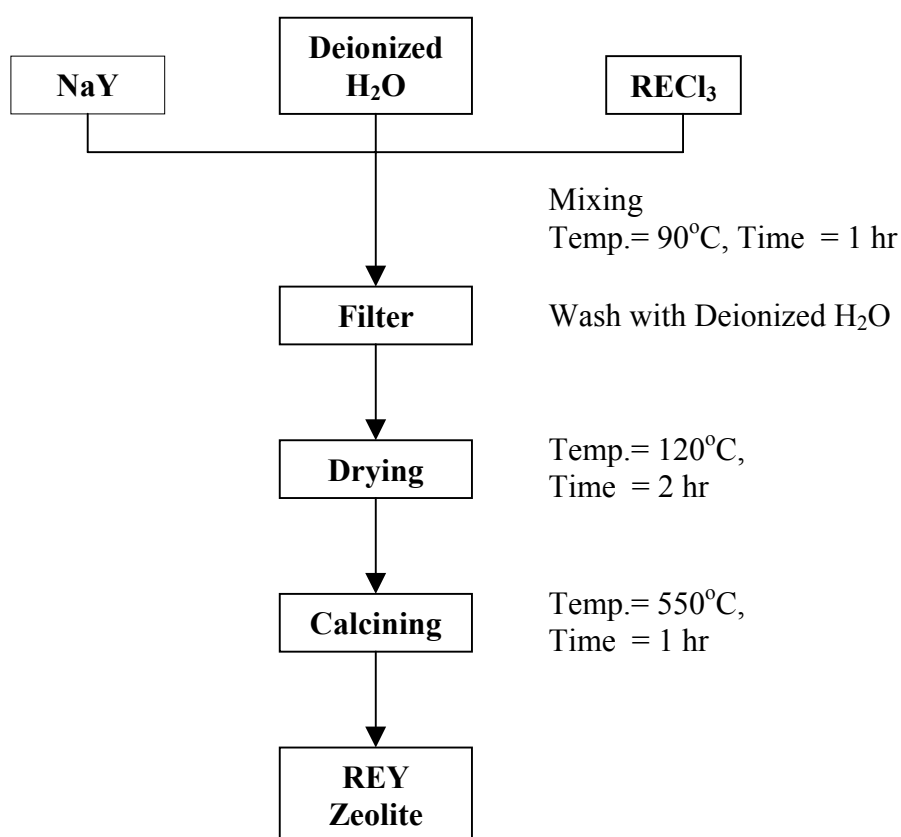 NaY
Deionized
H₂O
RECl₃
Mixing
Temp.= 90°C, Time  = 1 hr
Filter
Wash with Deionized H₂O
Drying
Temp.= 120°C,
Time  = 2 hr
Calcining
Temp.= 550°C,
Time  = 1 hr
REY
Zeolite